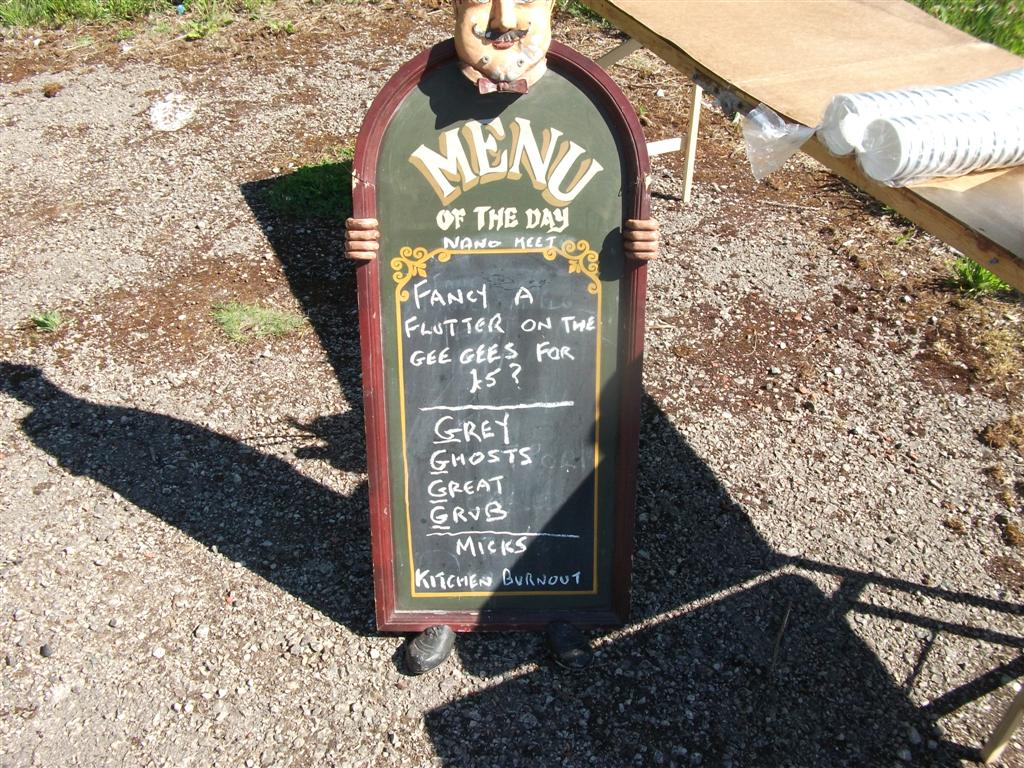 MENU
OF THE DAY
NANO MEET
FANCY A
FLUTTER ON THE
GEE GEES FOR
£5?
GREY
GHOSTS
GREAT
GRUB
MICKS
KITCHEN BURNOUT